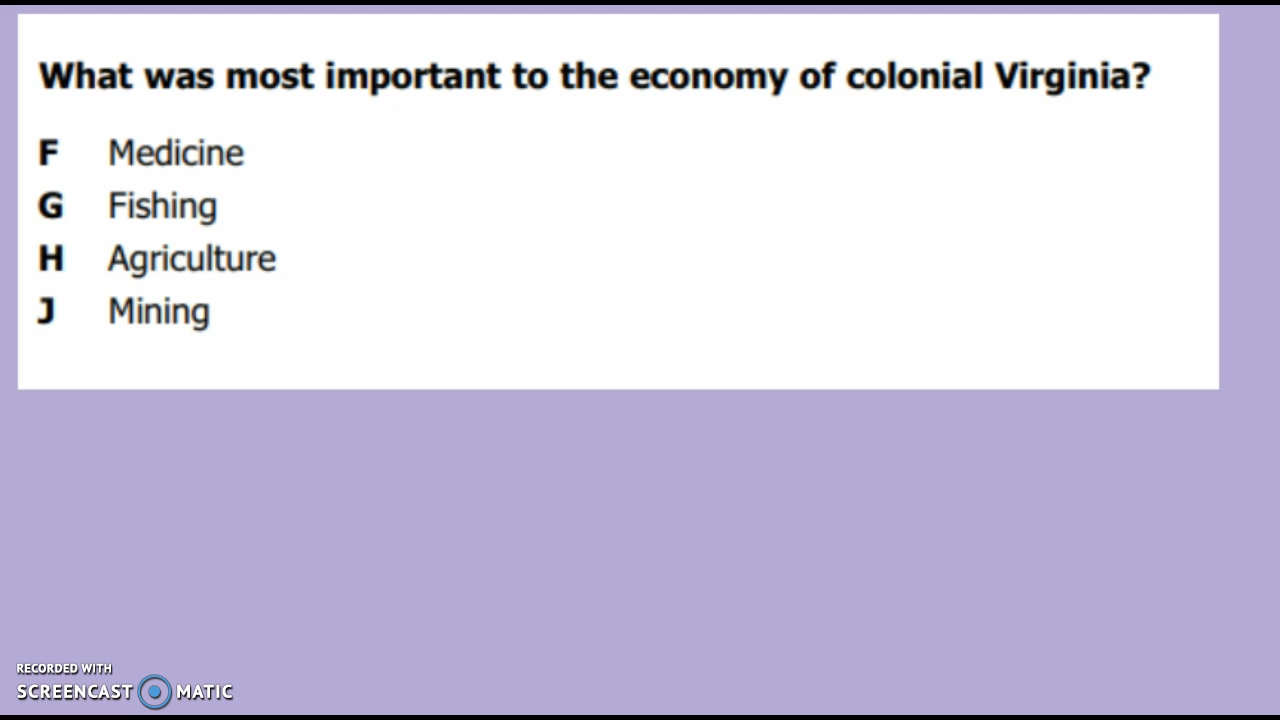 What was most important to the economy of colonial Virginia?
F Medicine
G Fishing
H Agriculture
J Mining
RECORDED WITH
SCREENCAST MATIC